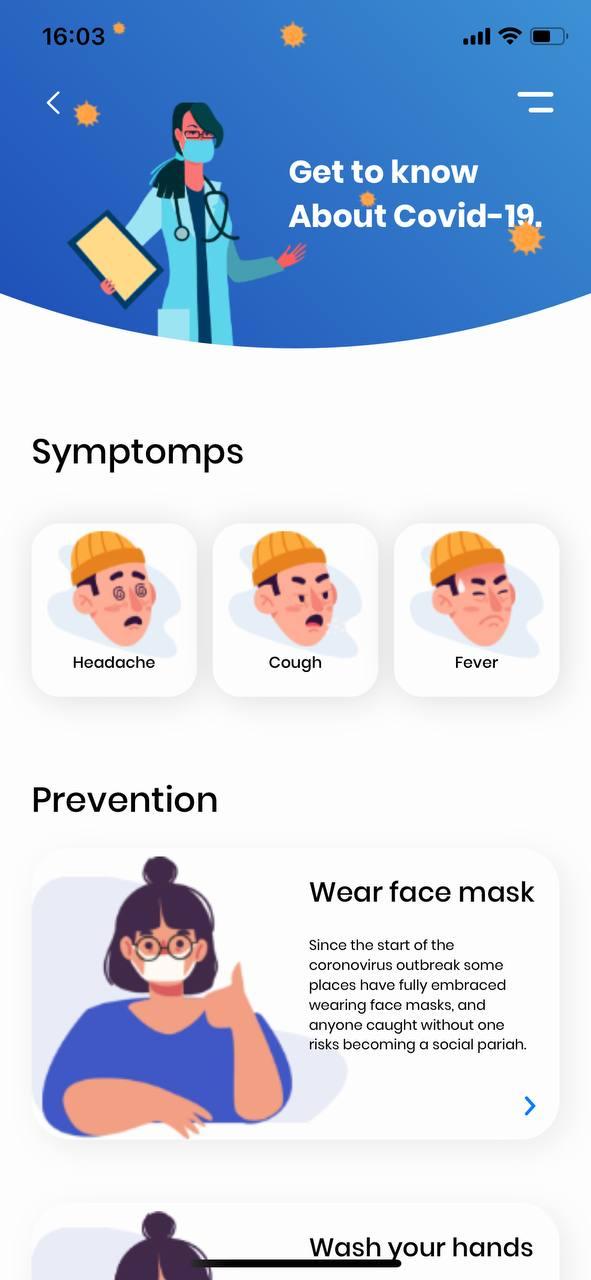 16:03
Get to know
About Covid-19.
Symptomps
Headache
Cough
Fever
Prevention
Wear face mask
Since the start of the
coronovirus outbreak some
places have fully embraced
wearing face masks, and
anyone caught without one
risks becoming a social pariah.
Wash your hands